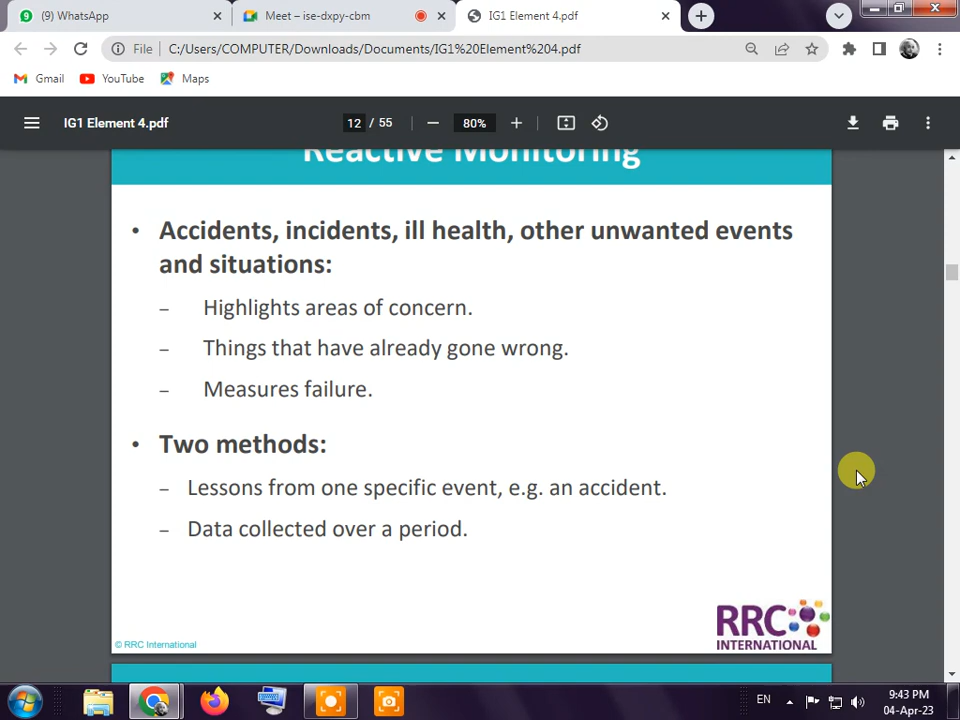 (9) WhatsApp
Meet – ise-dxpy-cbm
IG1 Element 4.pdf
File
C:/Users/COMPUTER/Downloads/Documents/IG1%20Element%204.pdf
Gmail
YouTube
Maps
IG1 Element 4.pdf
12 / 55
80%
Reactive Monitoring
• Accidents, incidents, ill health, other unwanted events
and situations:
– Highlights areas of concern.
– Things that have already gone wrong.
– Measures failure.
• Two methods:
– Lessons from one specific event, e.g. an accident.
– Data collected over a period.
RRC
INTERNATIONAL
© RRC International
EN
9:43 PM
04-Apr-23